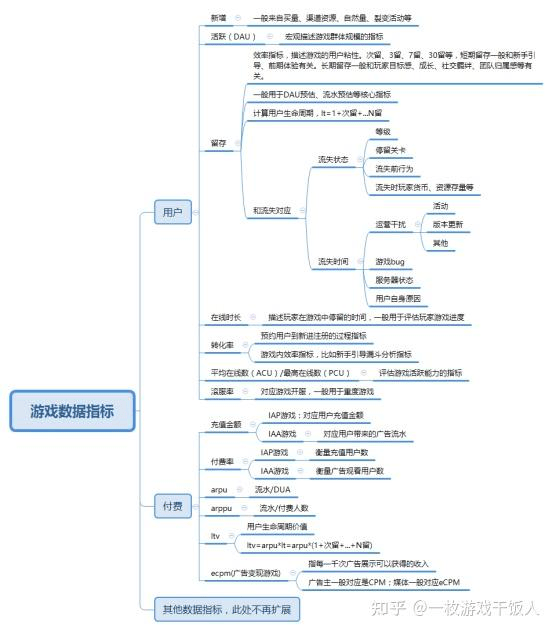 新增
一般来自买量、渠道资源、自然量、裂变活动等
活跃（DAU）
宏观描述游戏群体规模的指标
效率指标，描述游戏的用户粘性。次留、3留、7留、30留等，短期留存一般和新手引
导、前期体验有关。长期留存一般和玩家目标感、成长、社交羁绊、团队归属感等有
关。
一般用于DAU预估、流水预估等核心指标
计算用户生命周期，lt=1+次留+...N留
留存
等级
停留关卡
流失状态
流失前行为
流失时玩家货币、资源存量等
和流失对应
活动
运营干扰
版本更新
其他
流失时间
游戏bug
服务器状态
用户自身原因
用户
在线时长
描述玩家在游戏中停留的时间，一般用于评估玩家游戏进度
转化率
预约用户到新进注册的过程指标
游戏内效率指标，比如新手引导漏斗分析指标
平均在线数（ACU）/最高在线数（PCU）
评估游戏活跃能力的指标
滚服率
对应游戏开服，一般用于重度游戏
游戏数据指标
充值金额
IAP游戏：对应用户充值金额
IAA游戏
对应用户带来的广告流水
付费率
IAP游戏
衡量充值用户数
IAA游戏
衡量广告观看用户数
付费
arpu
流水/DUA
arppu
流水/付费人数
ltv
用户生命周期价值
ltv=arpu*lt=arpu*(1+次留+...+N留)
ecpm(广告变现游戏)
指每一千次广告展示可以获得的收入
广告主一般对应是CPM；媒体一般对应eCPM
其他数据指标，此处不再扩展
知乎 @一枚游戏干饭人